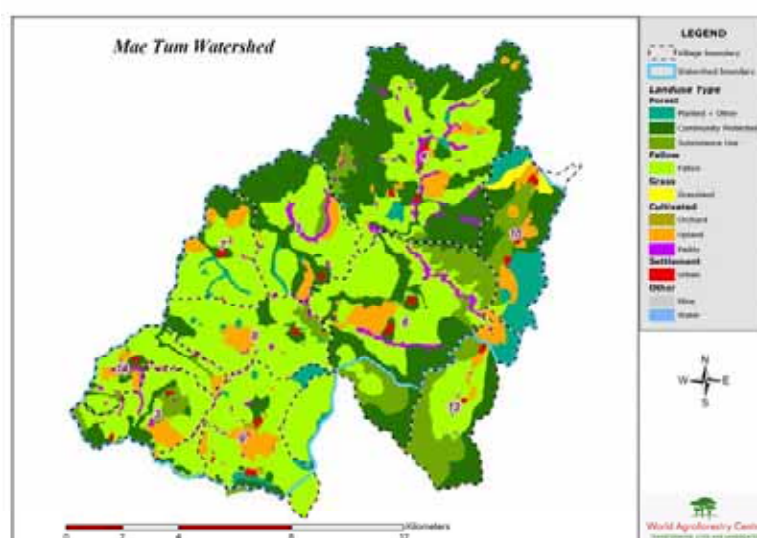 Mae Tum Watershed
LEGEND
Village boundary
Watershed boundary
Landuse Type
Forest
Planted + Other
Community Protected
Subsistence Use
Fallow
Fallow
Grass
Grassland
Cultivated
Orchard
Upland
Paddy
Settlement
Urban
Other
Mine
Water
N
W E
S
13
Kilometers
0 2 4 8 12
World Agroforestry Centre